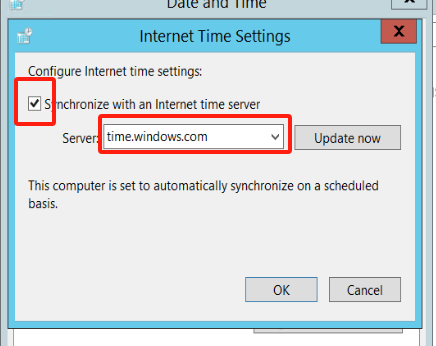 Date and Time
Internet Time Settings
X
Configure Internet time settings:
Synchronize with an Internet time server
Server: time.windows.com
Update now
This computer is set to automatically synchronize on a scheduled
basis.
OK
Cancel